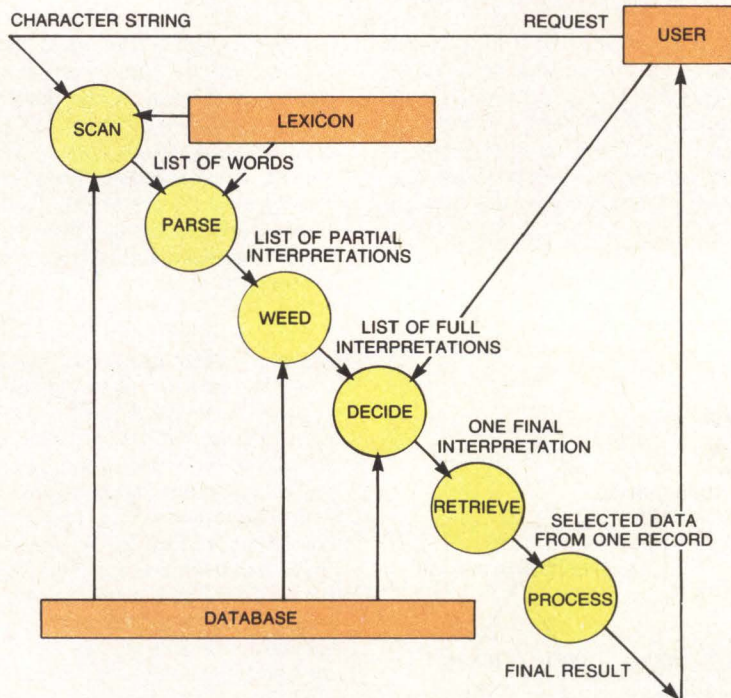 CHARACTER STRING
REQUEST
USER
SCAN
LEXICON
LIST OF WORDS
PARSE
LIST OF PARTIAL
INTERPRETATIONS
WEED
LIST OF FULL
INTERPRETATIONS
DECIDE
ONE FINAL
INTERPRETATION
RETRIEVE
SELECTED DATA
FROM ONE RECORD
PROCESS
DATABASE
FINAL RESULT